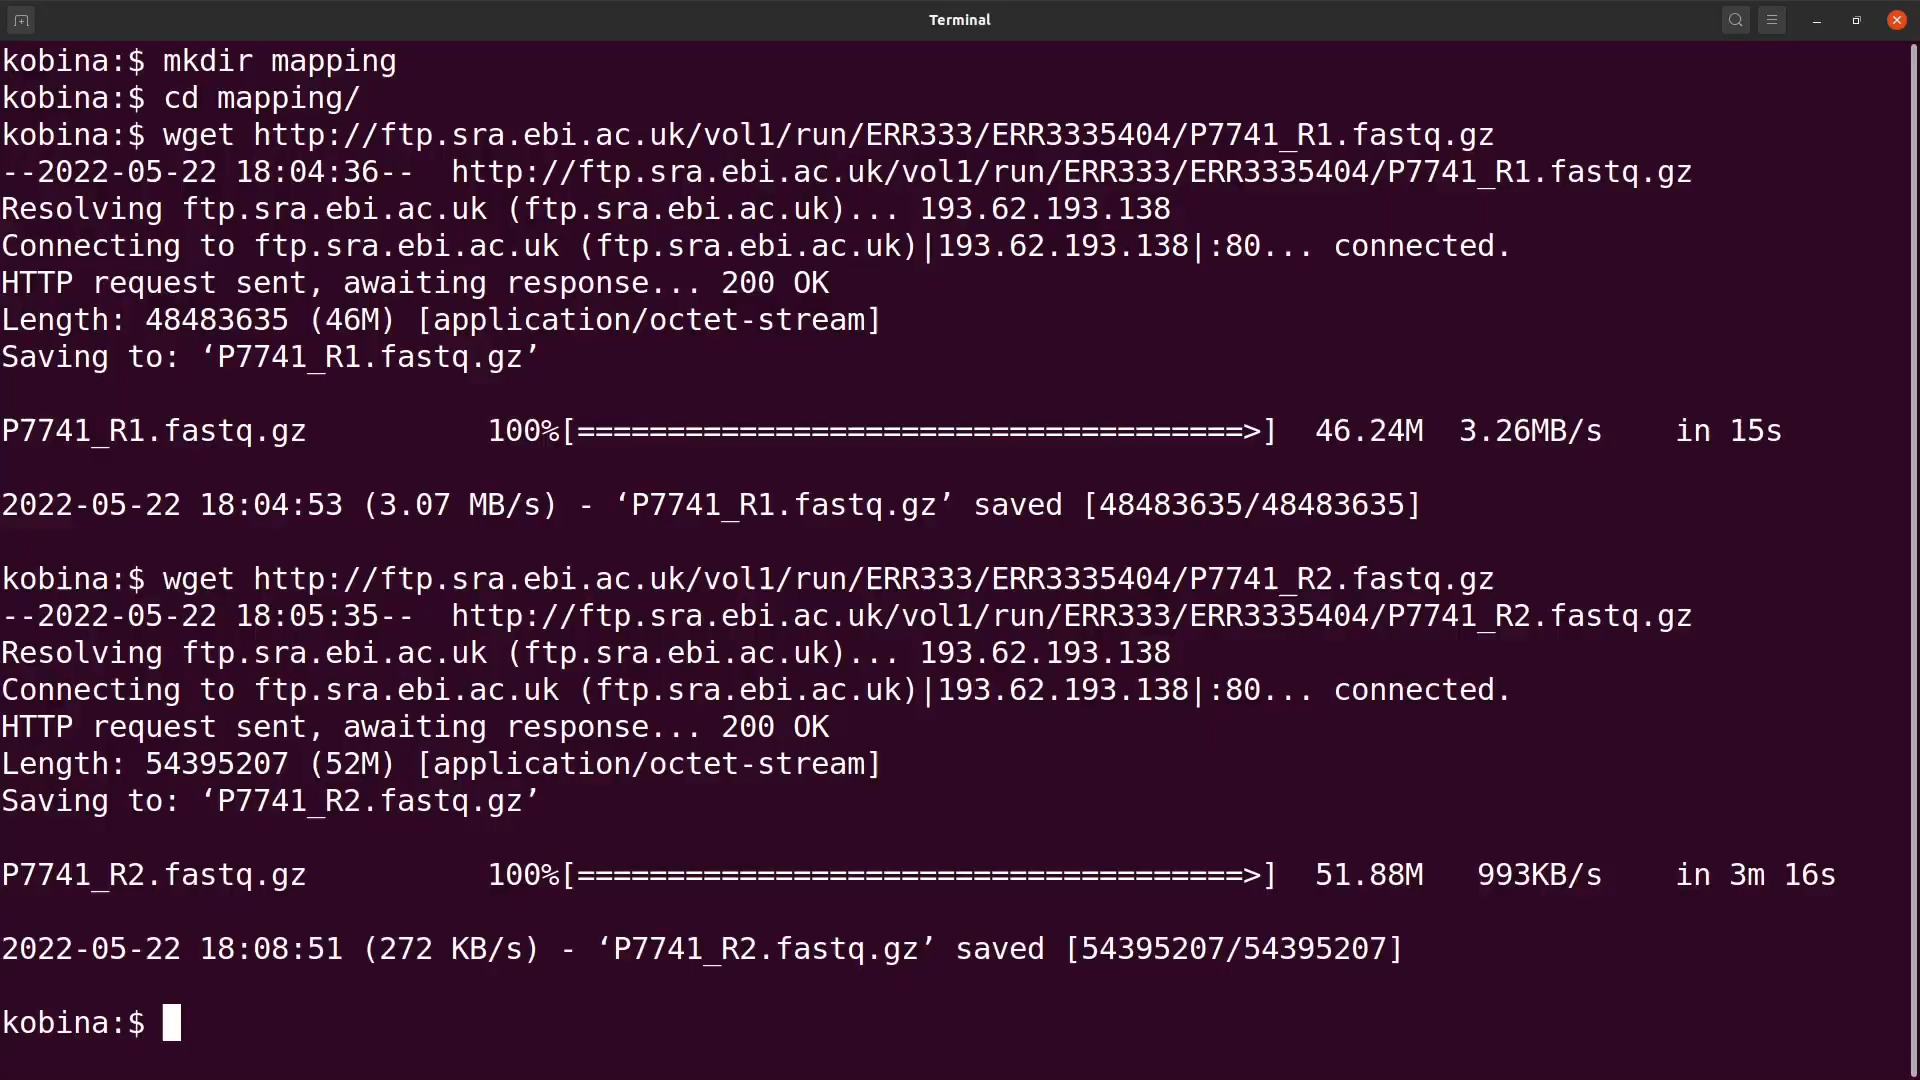 Terminal
kobina:$ mkdir mapping
kobina:$ cd mapping/
kobina:$ wget http://ftp.sra.ebi.ac.uk/vol1/run/ERR333/ERR3335404/P7741_R1.fastq.gz
--2022-05-22 18:04:36--  http://ftp.sra.ebi.ac.uk/vol1/run/ERR333/ERR3335404/P7741_R1.fastq.gz
Resolving ftp.sra.ebi.ac.uk (ftp.sra.ebi.ac.uk)... 193.62.193.138
Connecting to ftp.sra.ebi.ac.uk (ftp.sra.ebi.ac.uk)|193.62.193.138|:80... connected.
HTTP request sent, awaiting response... 200 OK
Length: 48483635 (46M) [application/octet-stream]
Saving to: ‘P7741_R1.fastq.gz’
P7741_R1.fastq.gz          100%[=====================================>]  46.24M  3.26MB/s    in 15s
2022-05-22 18:04:53 (3.07 MB/s) - ‘P7741_R1.fastq.gz’ saved [48483635/48483635]
kobina:$ wget http://ftp.sra.ebi.ac.uk/vol1/run/ERR333/ERR3335404/P7741_R2.fastq.gz
--2022-05-22 18:05:35--  http://ftp.sra.ebi.ac.uk/vol1/run/ERR333/ERR3335404/P7741_R2.fastq.gz
Resolving ftp.sra.ebi.ac.uk (ftp.sra.ebi.ac.uk)... 193.62.193.138
Connecting to ftp.sra.ebi.ac.uk (ftp.sra.ebi.ac.uk)|193.62.193.138|:80... connected.
HTTP request sent, awaiting response... 200 OK
Length: 54395207 (52M) [application/octet-stream]
Saving to: ‘P7741_R2.fastq.gz’
P7741_R2.fastq.gz          100%[=====================================>]  51.88M   993KB/s    in 3m 16s
2022-05-22 18:08:51 (272 KB/s) - ‘P7741_R2.fastq.gz’ saved [54395207/54395207]
kobina:$